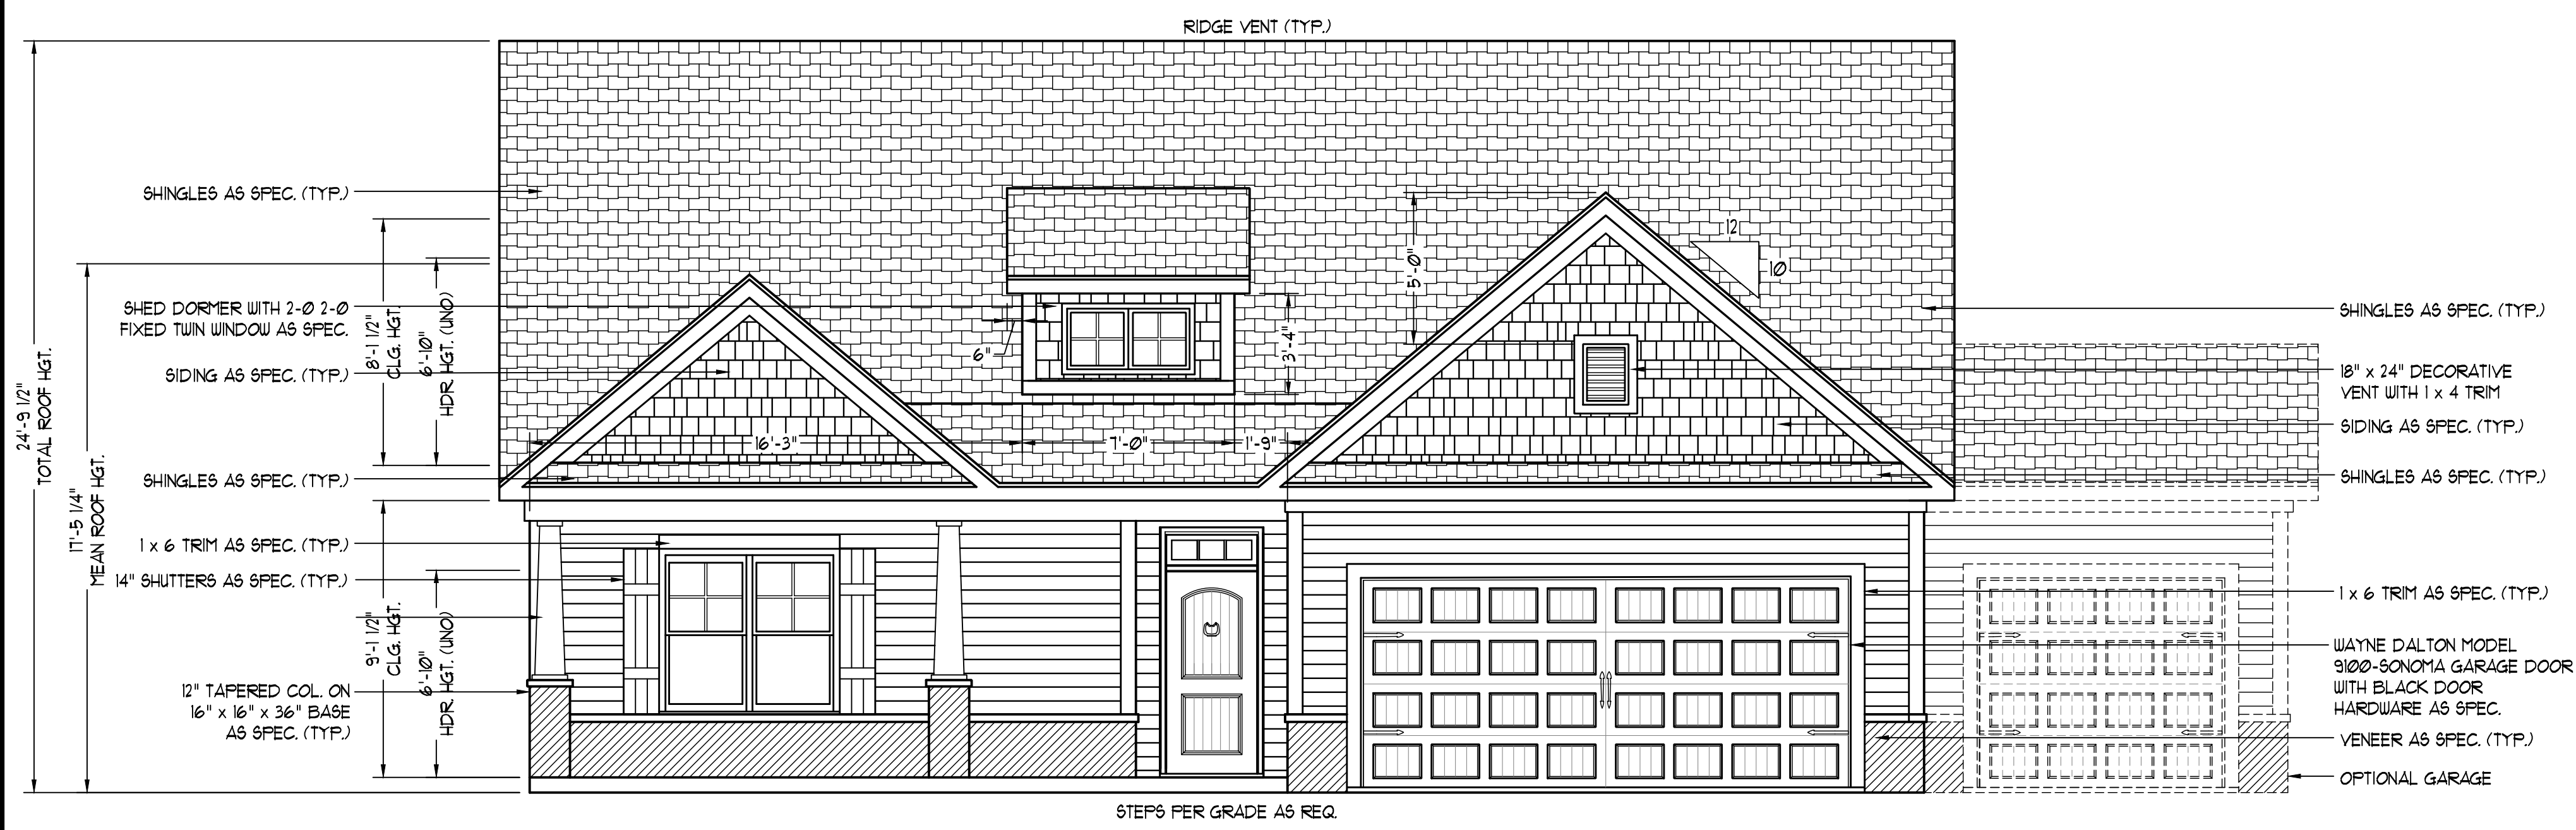 RIDGE VENT (TYP.)
24'-9 1/2"
TOTAL ROOF HGT.
17'-5 1/4"
MEAN ROOF HGT.
SHINGLES AS SPEC. (TYP.)
SHED DORMER WITH 2-0 2-0
FIXED TWIN WINDOW AS SPEC.
SIDING AS SPEC. (TYP.)
SHINGLES AS SPEC. (TYP.)
1 x 6 TRIM AS SPEC. (TYP.)
14" SHUTTERS AS SPEC. (TYP.)
12" TAPERED COL. ON
16" x 16" x 36" BASE
AS SPEC. (TYP.)
8'-1 1/2"
CLG. HGT.
6'-10"
HDR. HGT. (UNO)
9'-1 1/2"
CLG. HGT.
6'-10"
HDR. HGT. (UNO)
6"
3'-4"
5'-0"
12
10
16'-3"
7'-0"
1'-9"
SHINGLES AS SPEC. (TYP.)
18" x 24" DECORATIVE
VENT WITH 1 x 4 TRIM
SIDING AS SPEC. (TYP.)
SHINGLES AS SPEC. (TYP.)
1 x 6 TRIM AS SPEC. (TYP.)
WAYNE DALTON MODEL
9100-SONOMA GARAGE DOOR
WITH BLACK DOOR
HARDWARE AS SPEC.
VENEER AS SPEC. (TYP.)
OPTIONAL GARAGE
STEPS PER GRADE AS REQ.